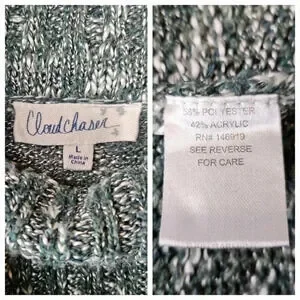 Cloud Chaser
L
Made in
China
58% POLYESTER
42% ACRYLIC
RN# 146919
SEE REVERSE
FOR CARE